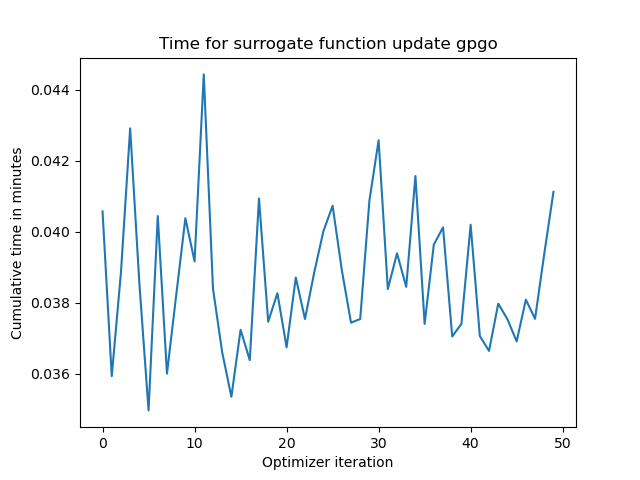 Time for surrogate function update gpgo
Cumulative time in minutes
0.044
0.042
0.040
0.038
0.036
0 10 20 30 40 50
Optimizer iteration